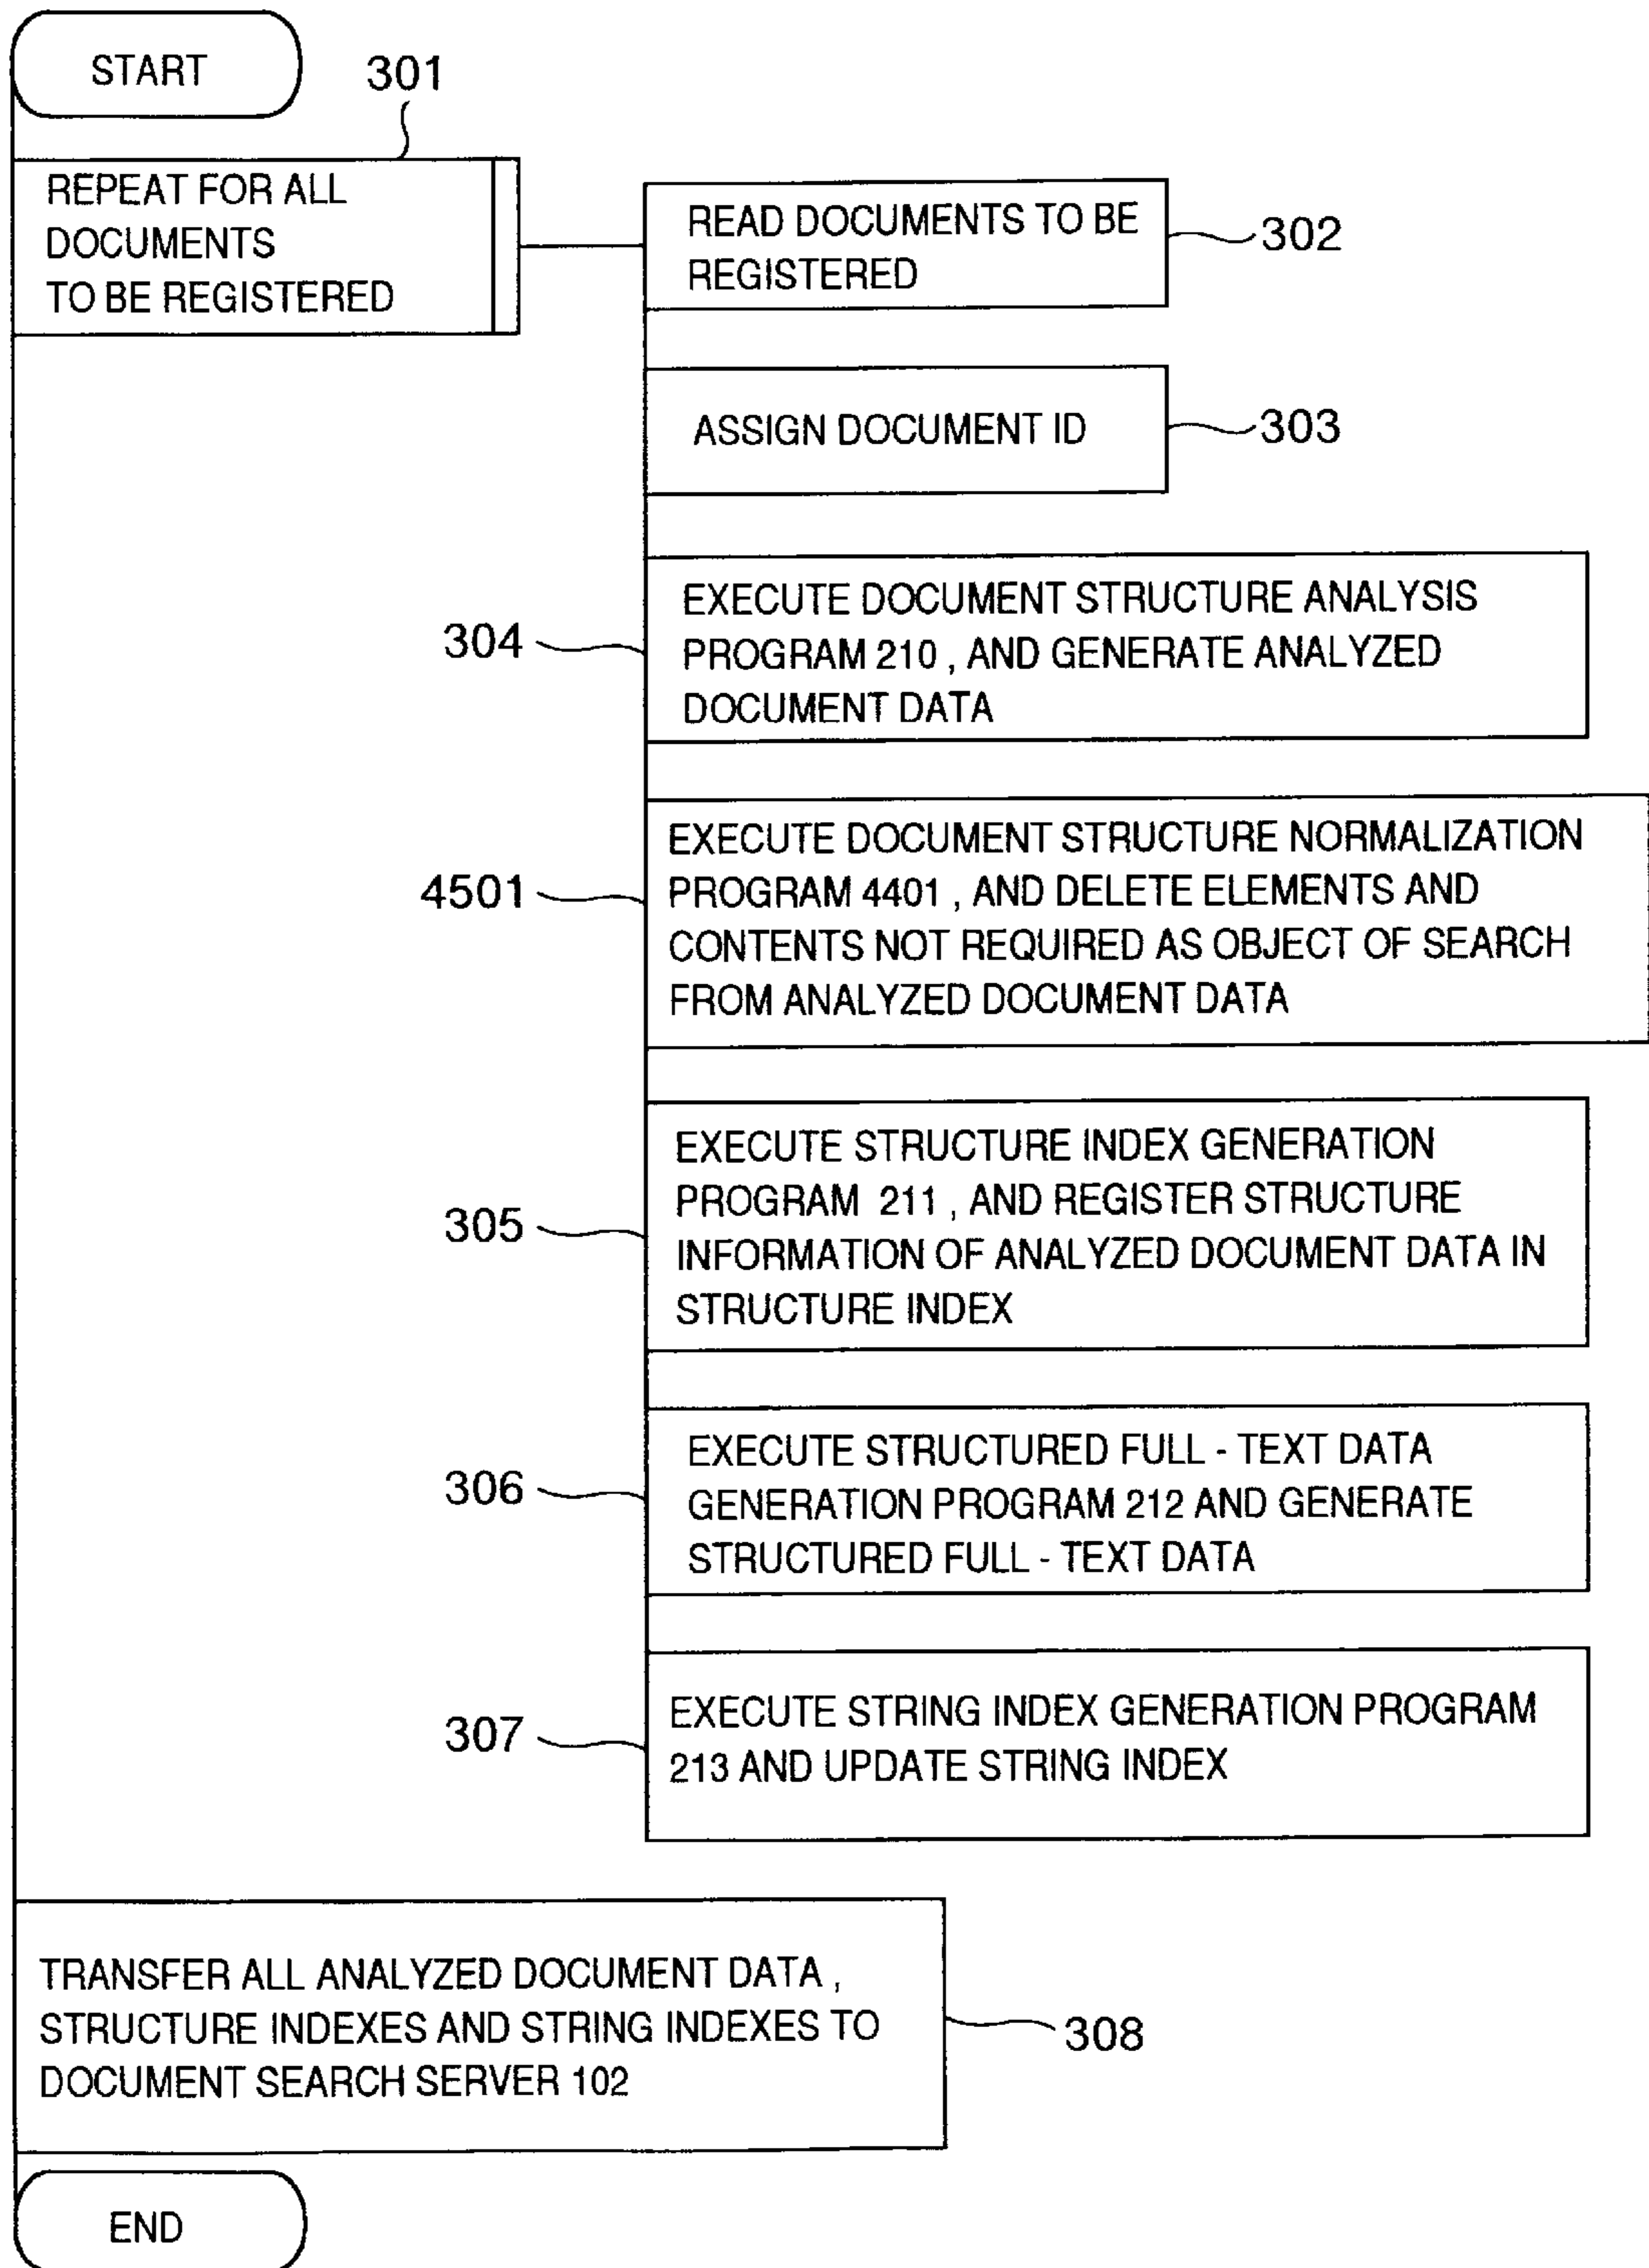 START
301
REPEAT FOR ALL
DOCUMENTS
TO BE REGISTERED
READ DOCUMENTS TO BE
REGISTERED
302
ASSIGN DOCUMENT ID
303
304
EXECUTE DOCUMENT STRUCTURE ANALYSIS
PROGRAM 210 , AND GENERATE ANALYZED
DOCUMENT DATA
4501
EXECUTE DOCUMENT STRUCTURE NORMALIZATION
PROGRAM 4401 , AND DELETE ELEMENTS AND
CONTENTS NOT REQUIRED AS OBJECT OF SEARCH
FROM ANALYZED DOCUMENT DATA
305
EXECUTE STRUCTURE INDEX GENERATION
PROGRAM 211 , AND REGISTER STRUCTURE
INFORMATION OF ANALYZED DOCUMENT DATA IN
STRUCTURE INDEX
306
EXECUTE STRUCTURED FULL - TEXT DATA
GENERATION PROGRAM 212 AND GENERATE
STRUCTURED FULL - TEXT DATA
307
EXECUTE STRING INDEX GENERATION PROGRAM
213 AND UPDATE STRING INDEX
TRANSFER ALL ANALYZED DOCUMENT DATA ,
STRUCTURE INDEXES AND STRING INDEXES TO
DOCUMENT SEARCH SERVER 102
308
END